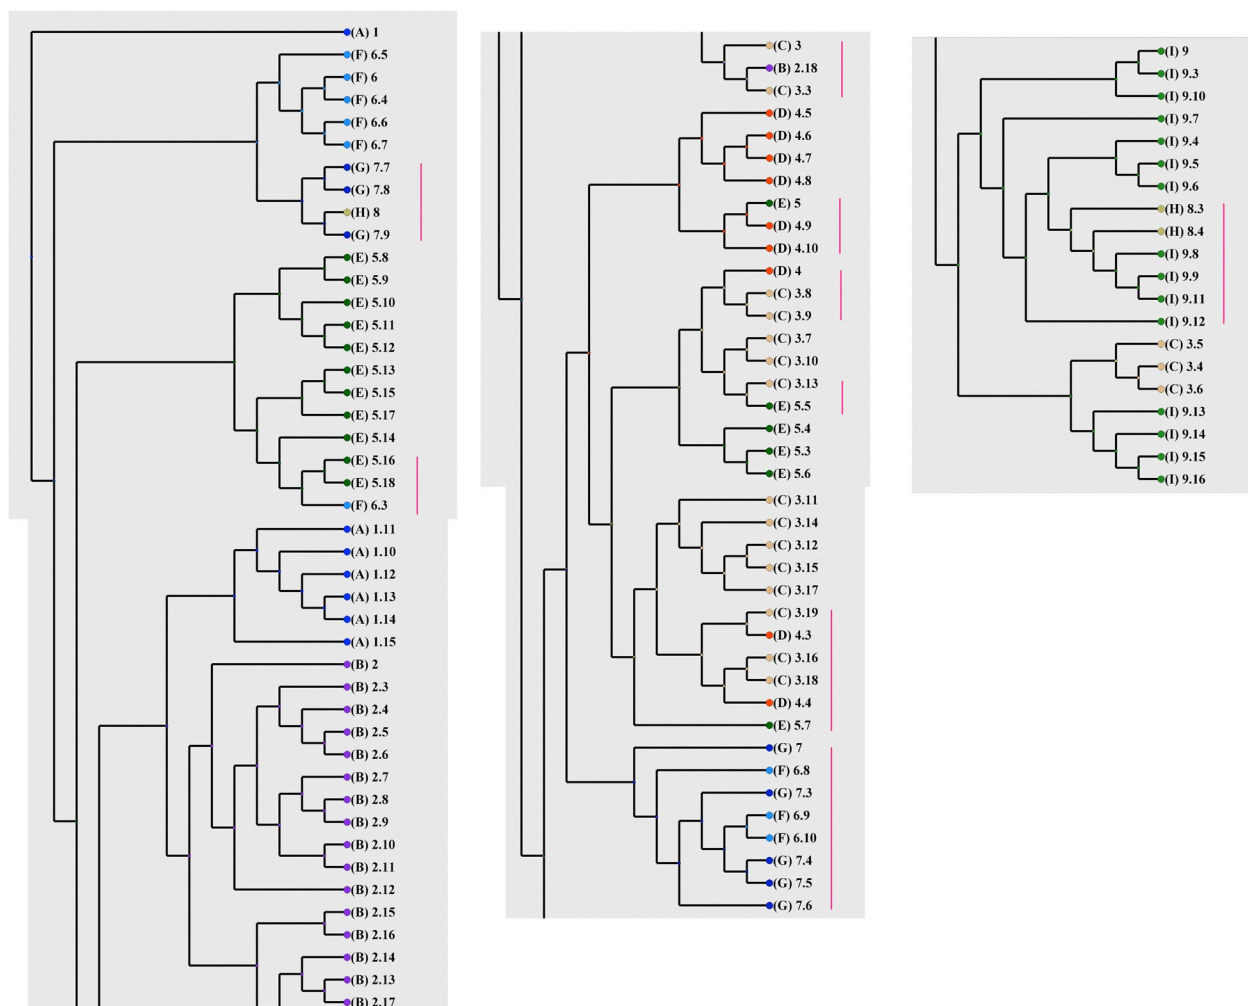 (A) 1
(F) 6.5
(F) 6
(F) 6.4
(F) 6.6
(F) 6.7
(G) 7.7
(G) 7.8
(H) 8
(G) 7.9
(E) 5.8
(E) 5.9
(E) 5.10
(E) 5.11
(E) 5.12
(E) 5.13
(E) 5.15
(E) 5.17
(E) 5.14
(E) 5.16
(E) 5.18
(F) 6.3
(A) 1.11
(A) 1.10
(A) 1.12
(A) 1.13
(A) 1.14
(A) 1.15
(B) 2
(B) 2.3
(B) 2.4
(B) 2.5
(B) 2.6
(B) 2.7
(B) 2.8
(B) 2.9
(B) 2.10
(B) 2.11
(B) 2.12
(B) 2.15
(B) 2.16
(B) 2.14
(B) 2.13
(B) 2.17
(C) 3
(B) 2.18
(C) 3.3
(D) 4.5
(D) 4.6
(D) 4.7
(D) 4.8
(E) 5
(D) 4.9
(D) 4.10
(D) 4
(C) 3.8
(C) 3.9
(C) 3.7
(C) 3.10
(C) 3.13
(E) 5.5
(E) 5.4
(E) 5.3
(E) 5.6
(C) 3.11
(C) 3.14
(C) 3.12
(C) 3.15
(C) 3.17
(C) 3.19
(D) 4.3
(C) 3.16
(C) 3.18
(D) 4.4
(E) 5.7
(G) 7
(F) 6.8
(G) 7.3
(F) 6.9
(F) 6.10
(G) 7.4
(G) 7.5
(G) 7.6
(I) 9
(I) 9.3
(I) 9.10
(I) 9.7
(I) 9.4
(I) 9.5
(I) 9.6
(H) 8.3
(H) 8.4
(I) 9.8
(I) 9.9
(I) 9.11
(I) 9.12
(C) 3.5
(C) 3.4
(C) 3.6
(I) 9.13
(I) 9.14
(I) 9.15
(I) 9.16